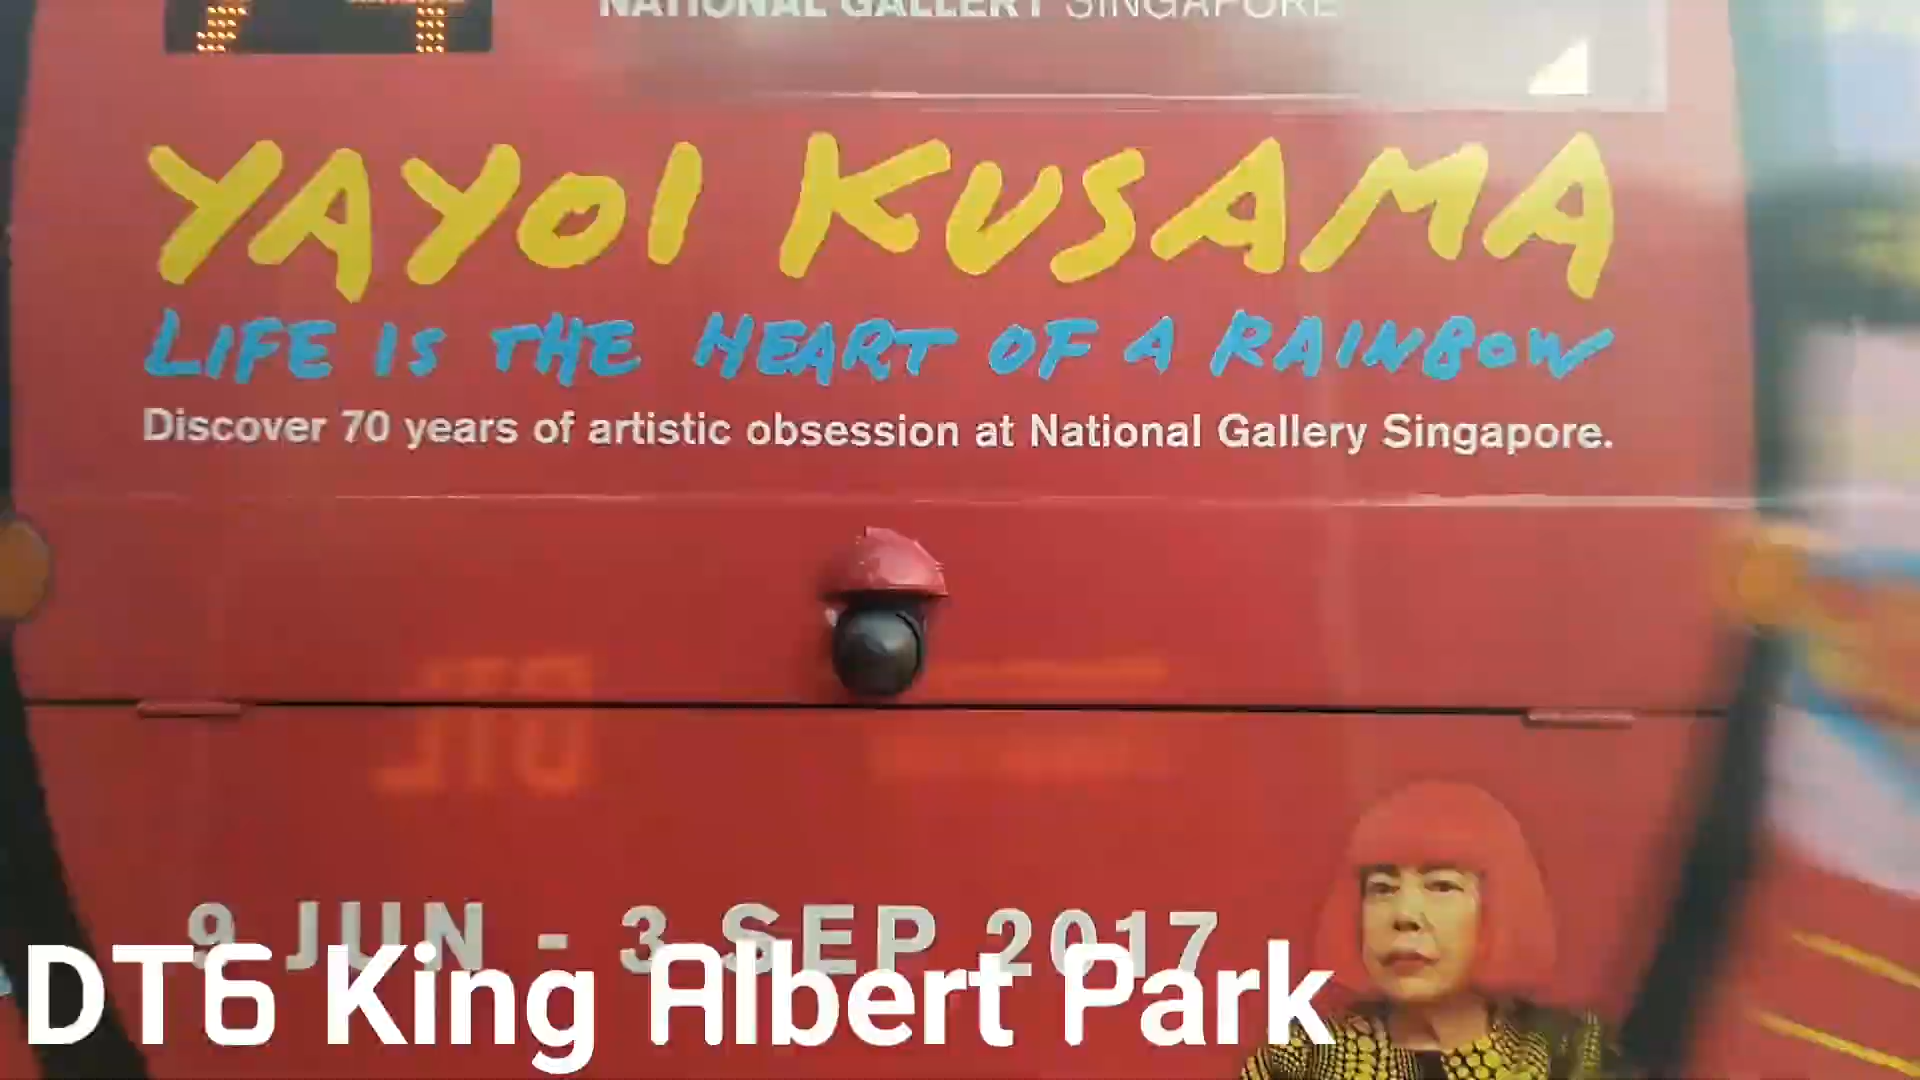 NATIONAL GALLERY SINGAPORE
YAYOI KUSAMA
LIFE IS THE HEART OF A RAINBOW
Discover 70 years of artistic obsession at National Gallery Singapore.
9 JUN - 3 SEP 2017
DT6 King Albert Park